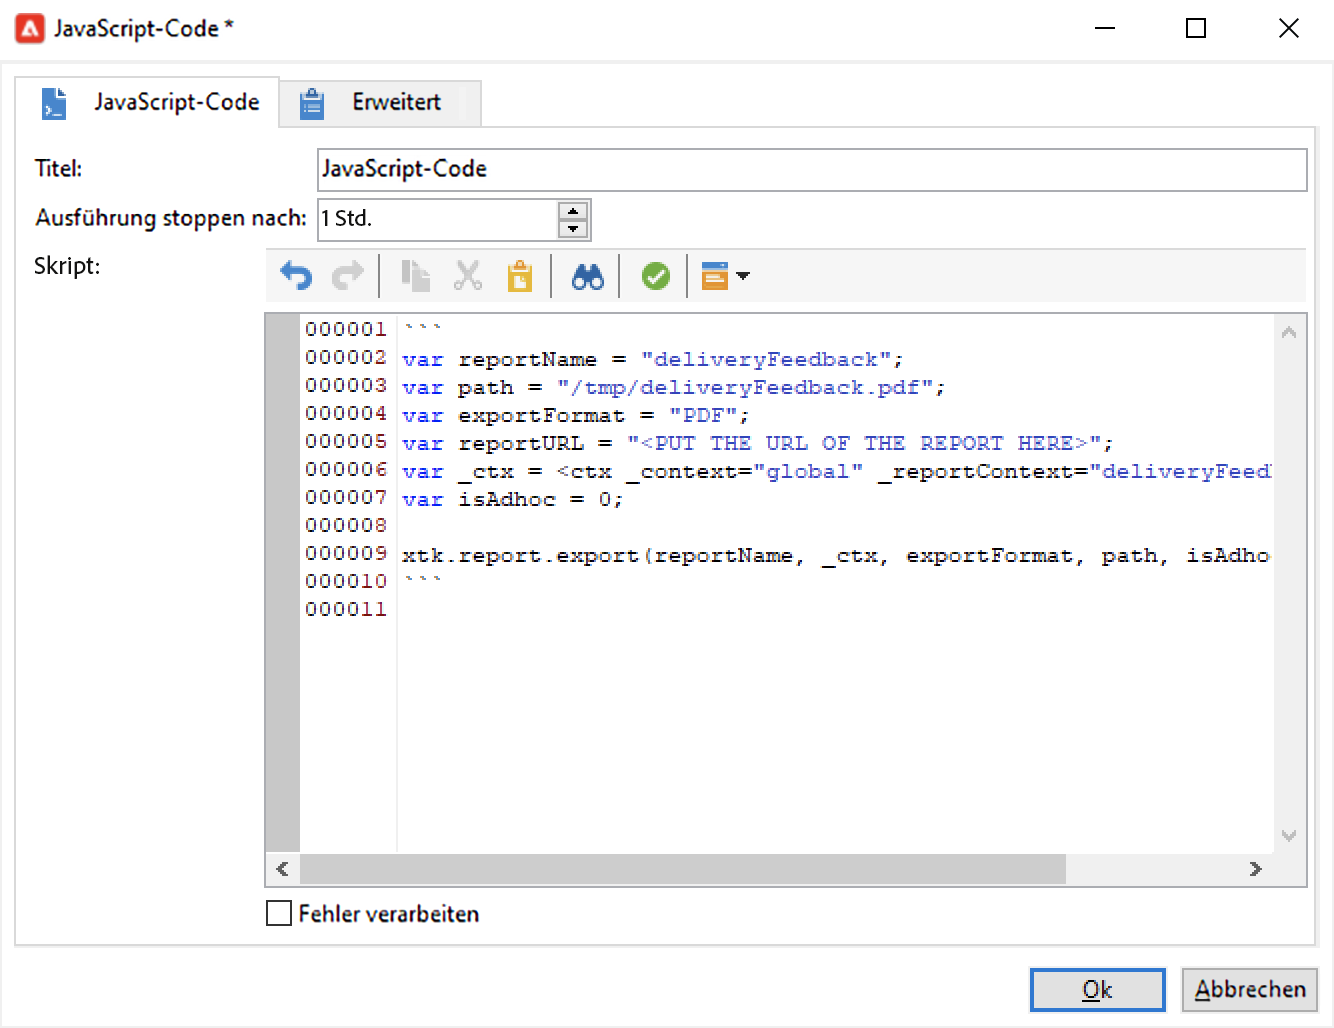 JavaScript-Code *
JavaScript-Code
Erweitert
Titel:
JavaScript-Code
Ausführung stoppen nach:
1 Std.
Skript:
000001 ```
000002 var reportName = "deliveryFeedback";
000003 var path = "/tmp/deliveryFeedback.pdf";
000004 var exportFormat = "PDF";
000005 var reportURL = "<PUT THE URL OF THE REPORT HERE>";
000006 var _ctx = <ctx _context="global" _reportContext="deliveryFeed
000007 var isAdhoc = 0;
000008
000009 xtk.report.export(reportName, _ctx, exportFormat, path, isAdho
000010 ```
000011
Fehler verarbeiten
Ok
Abbrechen